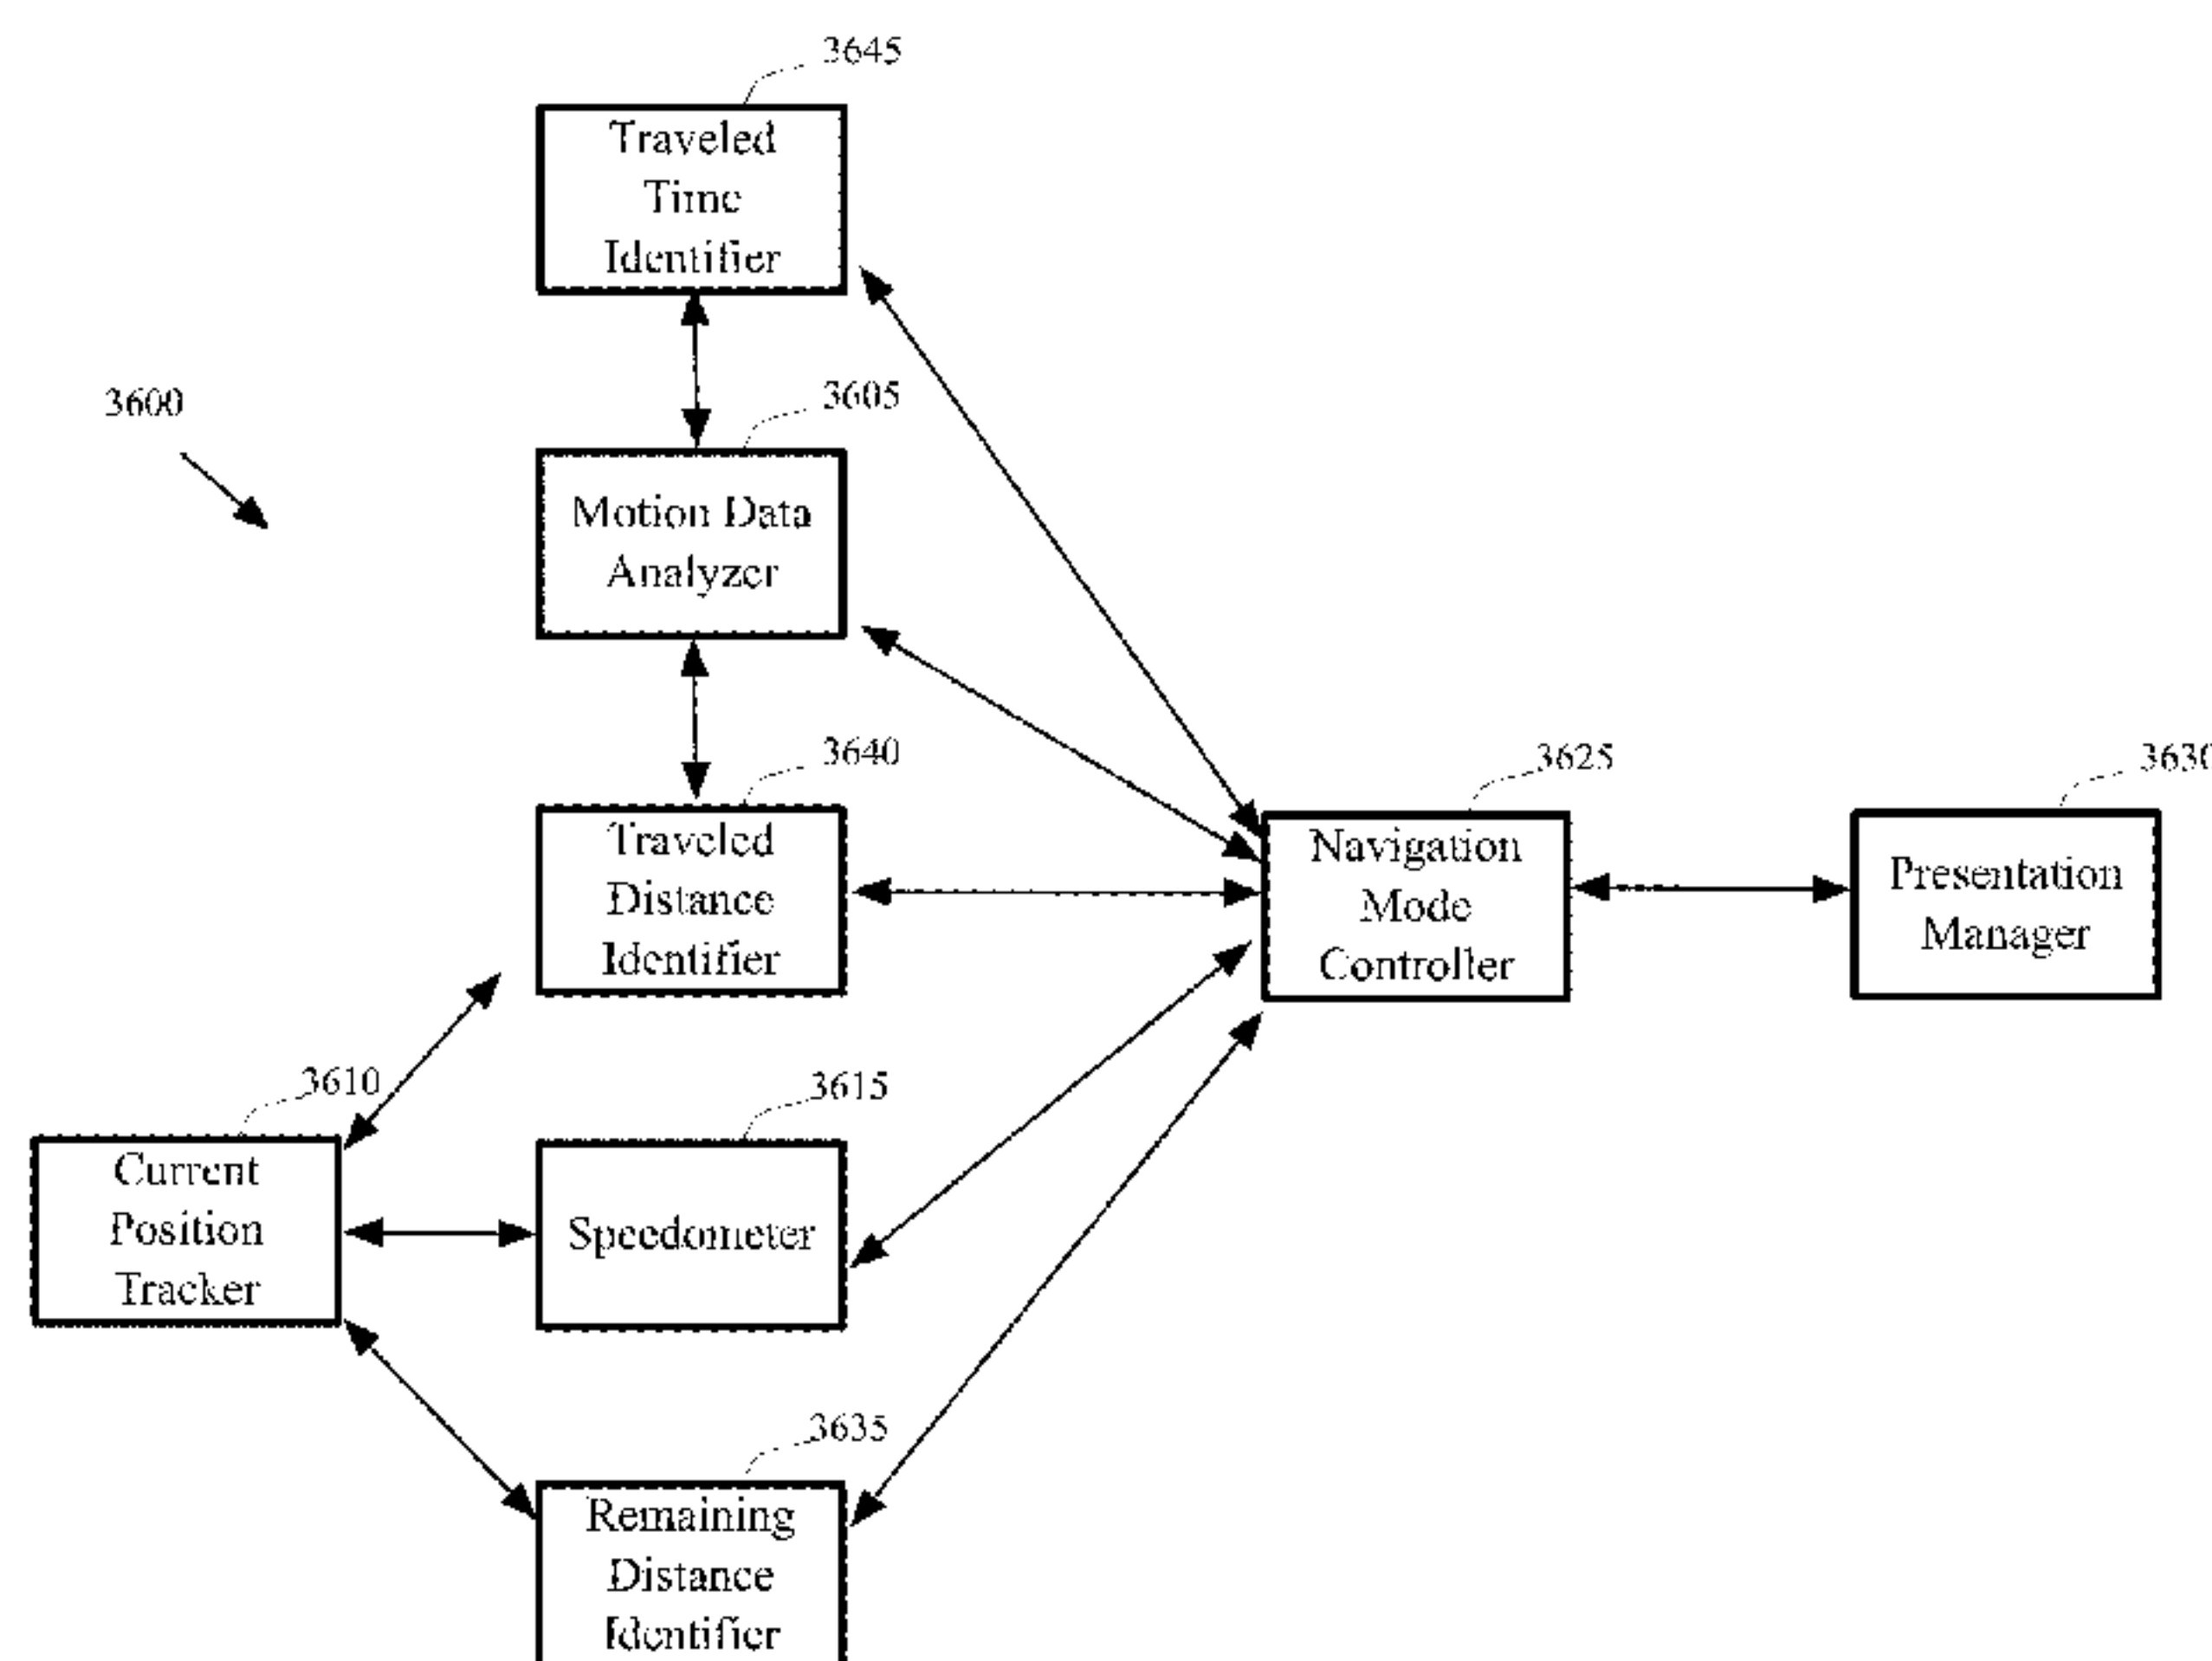 3645
Traveled
Time
Identifier
3600
3605
Motion Data
Analyzer
3640
Traveled
Distance
Identifier
3625
Navigation
Mode
Controller
3630
Presentation
Manager
3610
Current
Position
Tracker
3615
Speedometer
3635
Remaining
Distance
Identifier